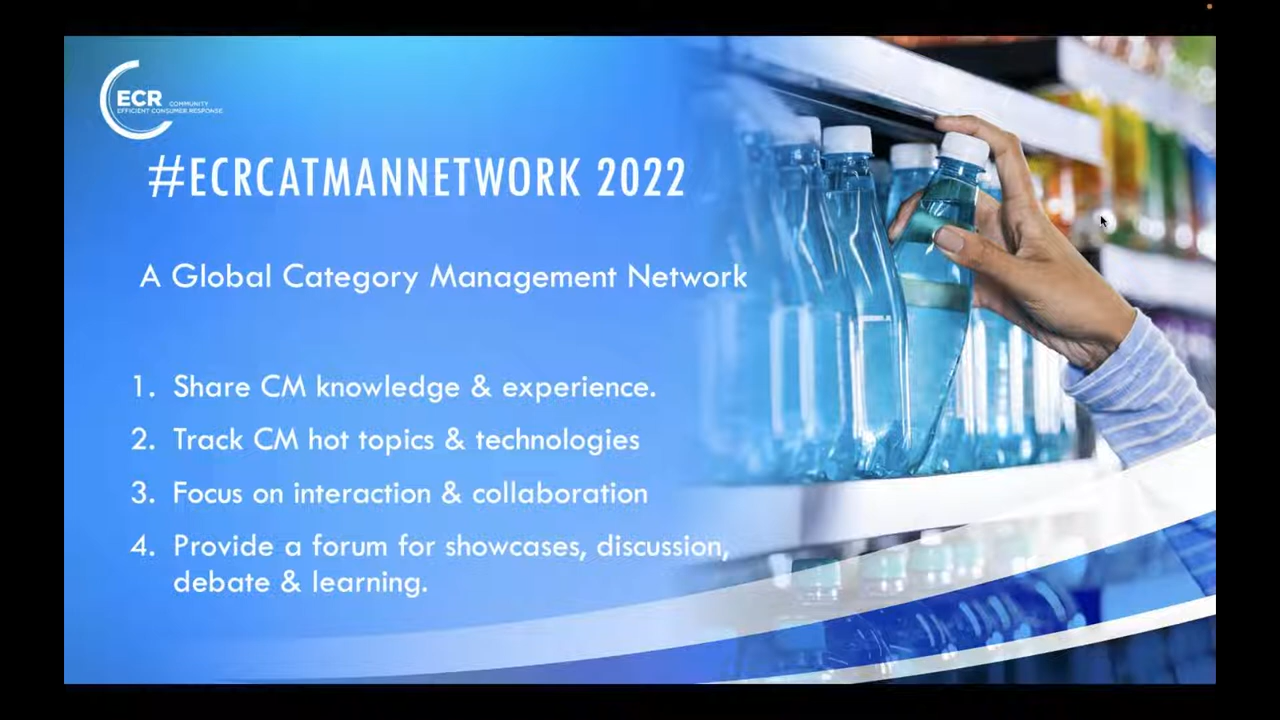 ECR COMMUNITY
EFFICIENT CONSUMER RESPONSE
#ECRCATMANNETWORK 2022
A Global Category Management Network
1. Share CM knowledge & experience.
2. Track CM hot topics & technologies
3. Focus on interaction & collaboration
4. Provide a forum for showcases, discussion,
debate & learning.